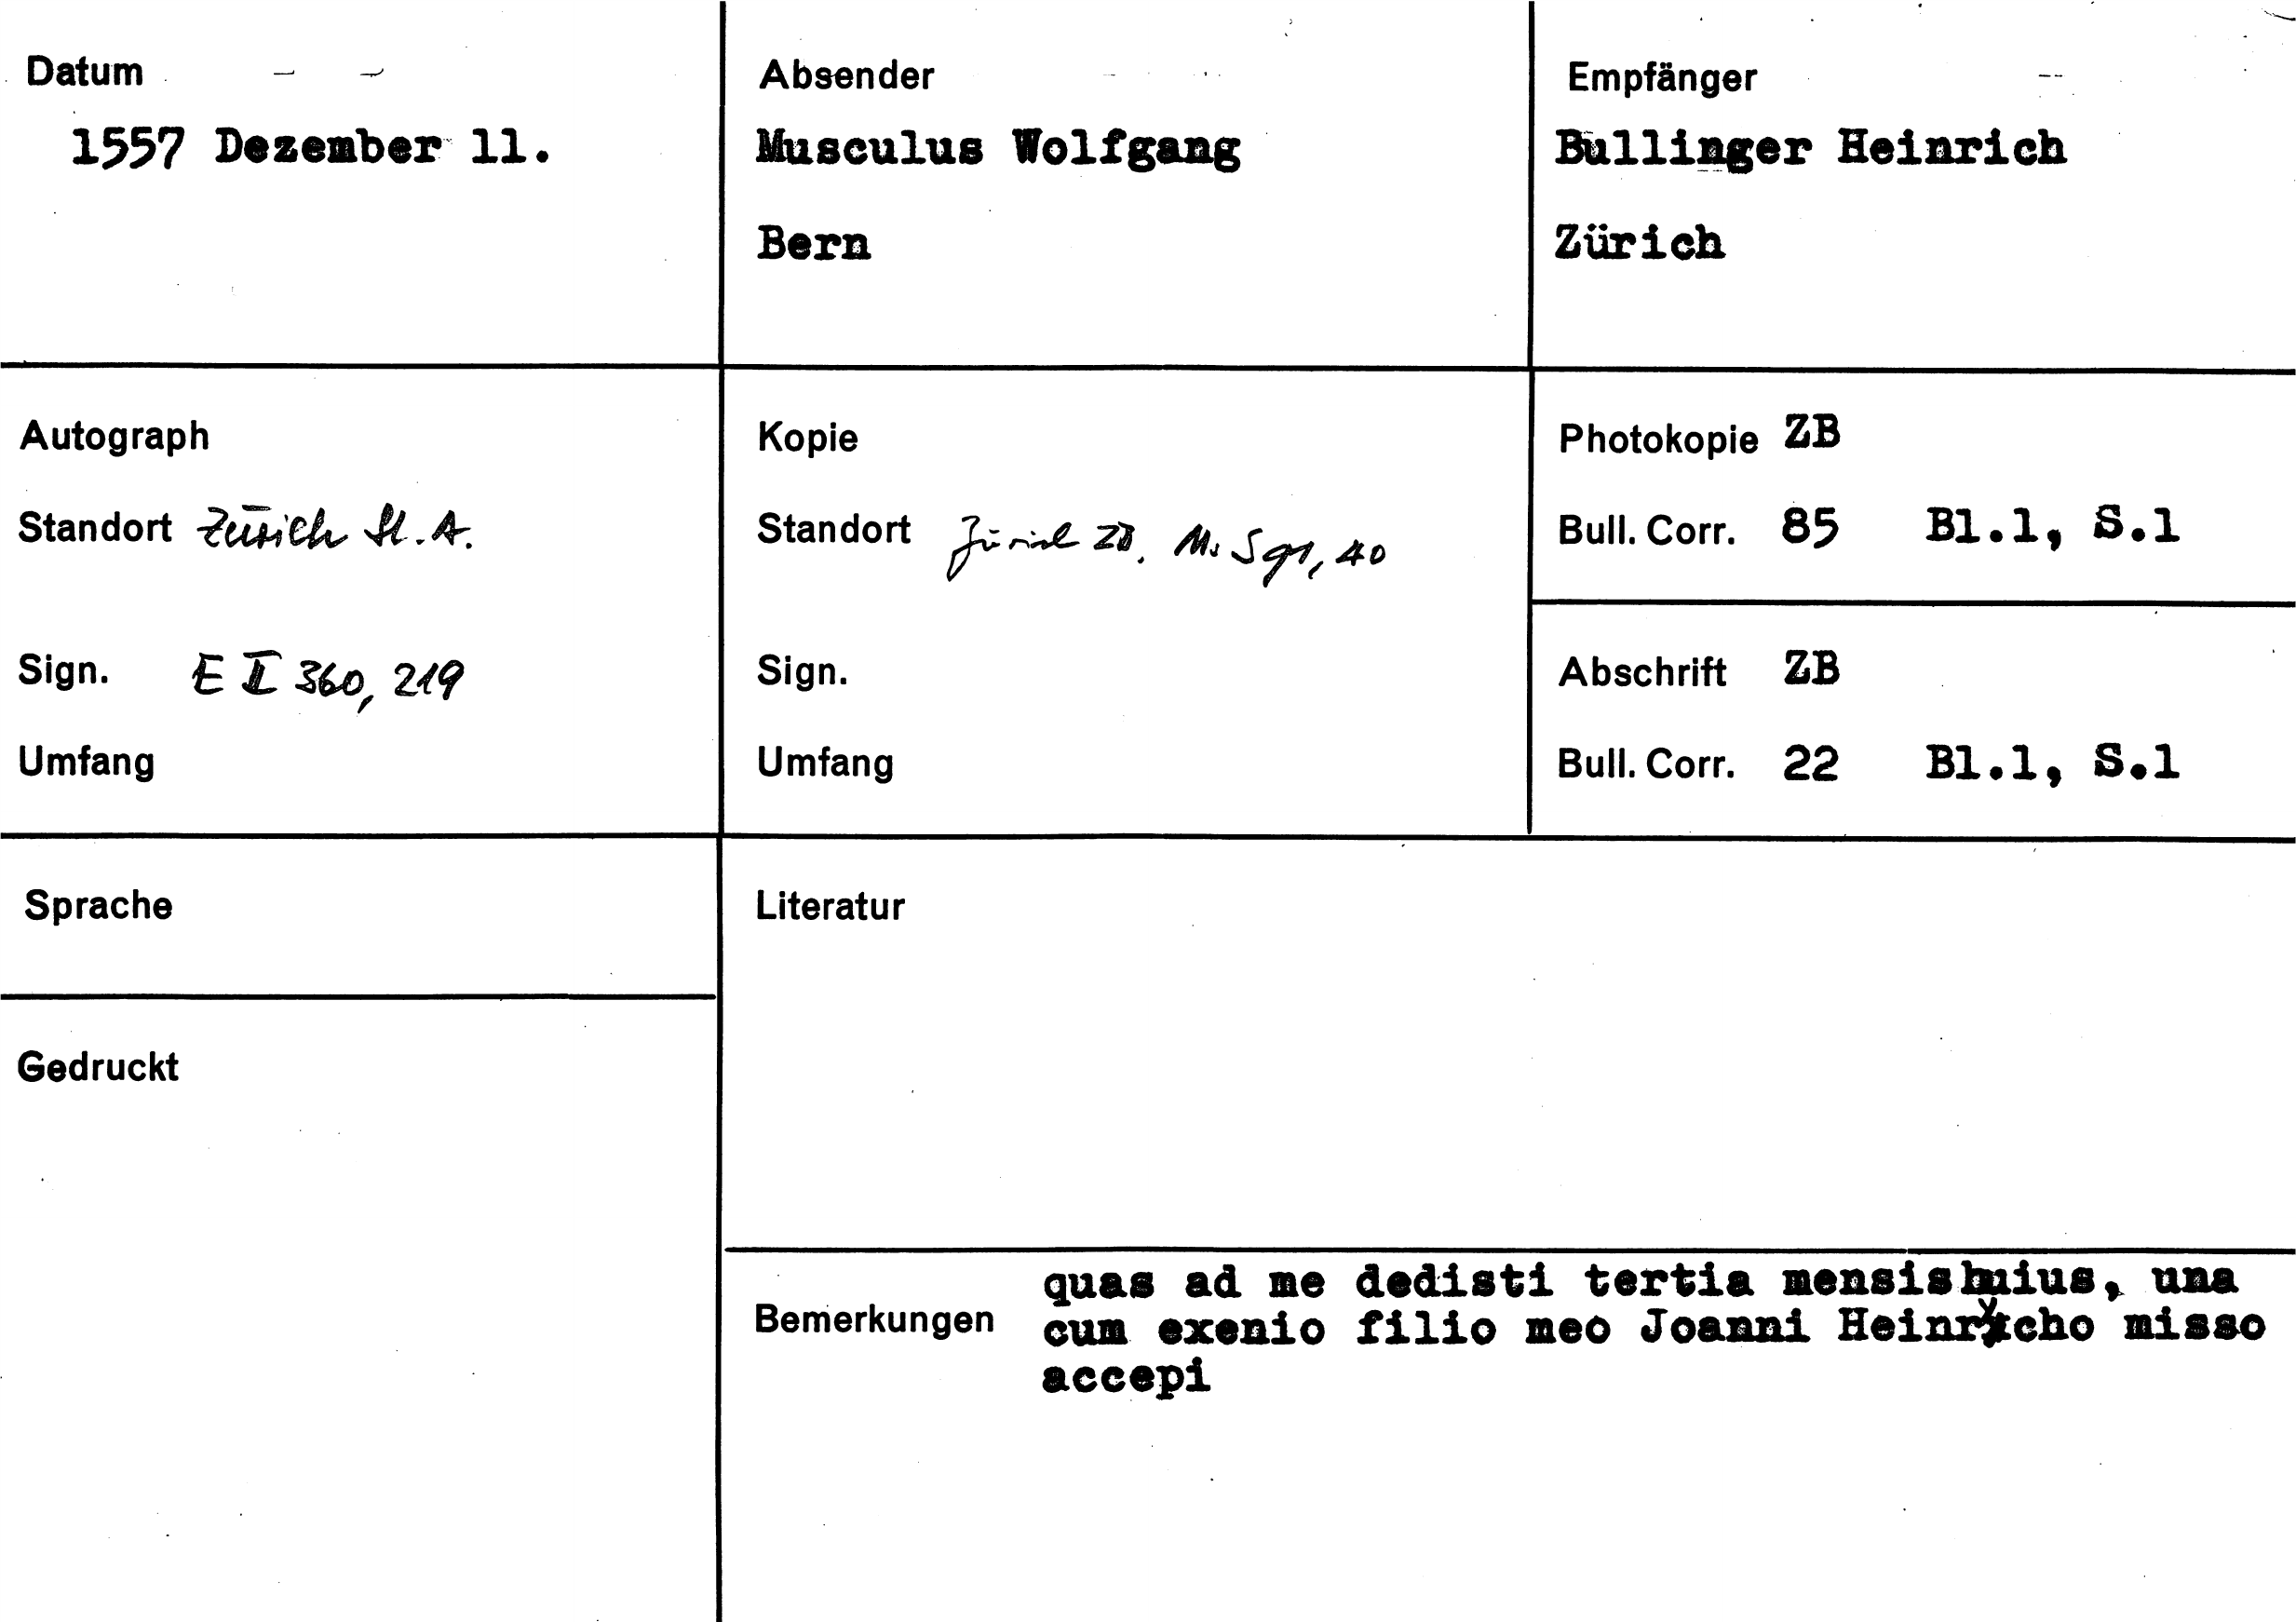 Datum
1557 Dezember 11.
Absender
Musculus Wolfgang
Bern
Empfänger
Bullinger Heinrich
Zürich
Autograph
Standort Zürich St.A.
Sign. E II 360, 219
Umfang
Kopie
Standort Zürich ZB. Ms S 91, 40
Sign.
Umfang
Photokopie ZB
Bull. Corr. 85 Bl.1, S.1
Abschrift ZB
Bull. Corr. 22 Bl.1, S.1
Sprache
Gedruckt
Literatur
Bemerkungen
quas ad me dedisti tertia mensis huius, una
cum exenio filio meo Joanni Heinrycho misso
accepi